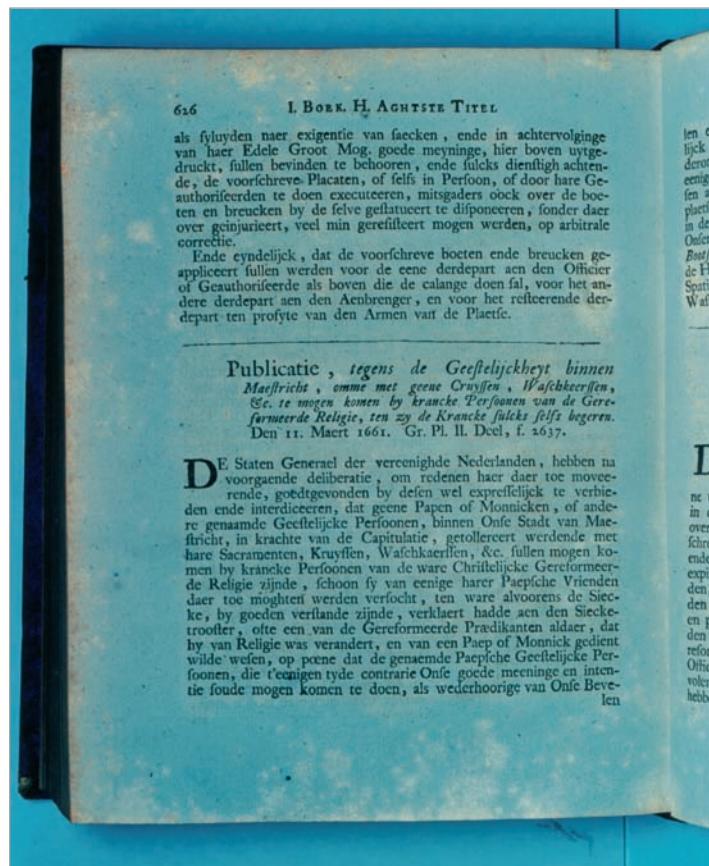 626 I. BOEK. H. AGHTSTE TITEL
als ſyluyden naer exigentie van ſaecken, ende in achtervolginge
van haer Edele Groot Mog. goede meyninge, hier boven uytge-
druckt, ſullen bevinden te behooren, ende ſulcks dienſtigh achten-
de, de voorſchreve Placaten, of ſelfs in Perſoon, of door hare Ge-
authoriſeerden te doen executeeren, mitsgaders oock over de boe-
ten en breucken by de ſelve geſtatueert te diſponeeren, ſonder daer
over geinjurieert, veel min gereſiſteert mogen werden, op arbitrale
correctie.
Ende eyndelijck, dat de voorſchreve boeten ende breucken ge-
appliceert ſullen werden voor de eene derdepart aen den Officier
of Geauthoriſeerde als boven die de calange doen ſal, voor het an-
dere derdepart aen den Aenbrenger, en voor het reſteerende der-
depart ten profyte van den Armen van de Plaetſe.
Publicatie, tegens de Geeſtelijckheyt binnen
Maeſtricht, omme met geene Cruyſſen, Waſchkeerſſen,
&c. te mogen komen by krancke Perſoonen van de Gere-
formeerde Religie, ten zy de Krancke ſulcks ſelfs begeren.
Den 11. Maert 1661. Gr. Pl. II. Deel, f. 2637.
DE Staten Generael der vereenighde Nederlanden, hebben na
voorgaende deliberatie, om redenen haer daer toe movee-
rende, goedtgevonden by deſen wel expreſſelijck te verbie-
den ende interdiceeren, dat geene Papen of Monnicken, of ande-
re genaamde Geeſtelijcke Perſoonen, binnen Onſe Stadt van Mae-
ſtricht, in krachte van de Capitulatie, getollereert werdende met
hare Sacramenten, Kruyſſen, Waſchkaerſſen, &c. ſullen mogen ko-
men by krancke Perſoonen van de ware Chriſtelijcke Gereformeer-
de Religie zijnde, ſchoon ſy van eenige harer Paepſche Vrienden
daer toe moghten werden verſocht, ten ware alvoorens de Siec-
ke, by goeden verſtande zijnde, verklaert hadde aen den Siecke-
trooſter, ofte een van de Gereformeerde Prædikanten aldaer, dat
hy van Religie was verandert, en van een Paep of Monnick gedient
wilde weſen, op pœne dat de genaemde Paepſche Geeſtelijcke Per-
ſoonen, die t'eenigen tyde contrarie Onſe goede meeninge en inten-
tie ſoude mogen komen te doen, als wederhoorige van Onſe Beve-
len